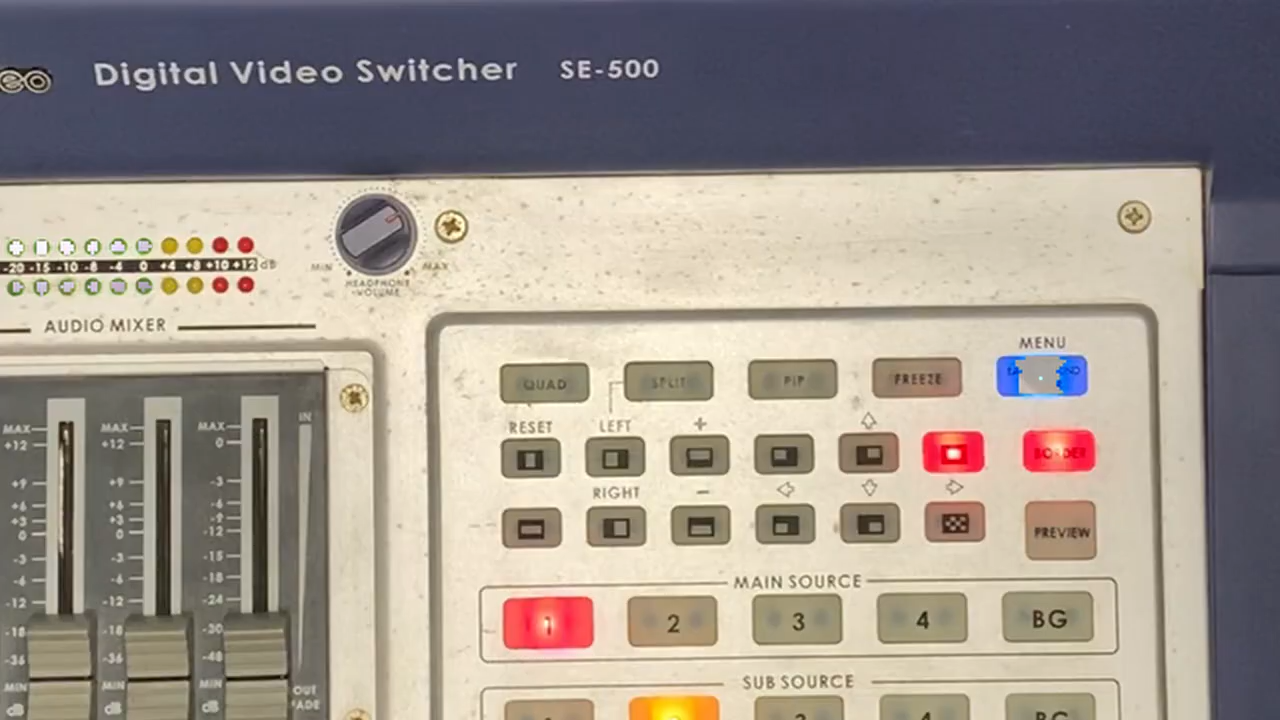 eo Digital Video Switcher SE-500
-20 -15 -10 -8 -4 0 +4 +8 +10 +12 dB
MIN MAX
HEADPHONE
VOLUME
AUDIO MIXER
MENU
QUAD SPLIT PIP FREEZE
RESET LEFT +
BORDER
RIGHT -
PREVIEW
MAIN SOURCE
1 2 3 4 BG
SUB SOURCE
1 2 3 4 BG
MAX MAX MAX IN
+12 +12 0
+9 +9 -3
+6 +6 -6
+3 +3 -9
0 0 -12
-3 -3 -15
-6 -6 -18
-12 -12 -24
-18 -18 -30
-36 -36 -48
MIN MIN MIN OUT
dB dB dB FADE